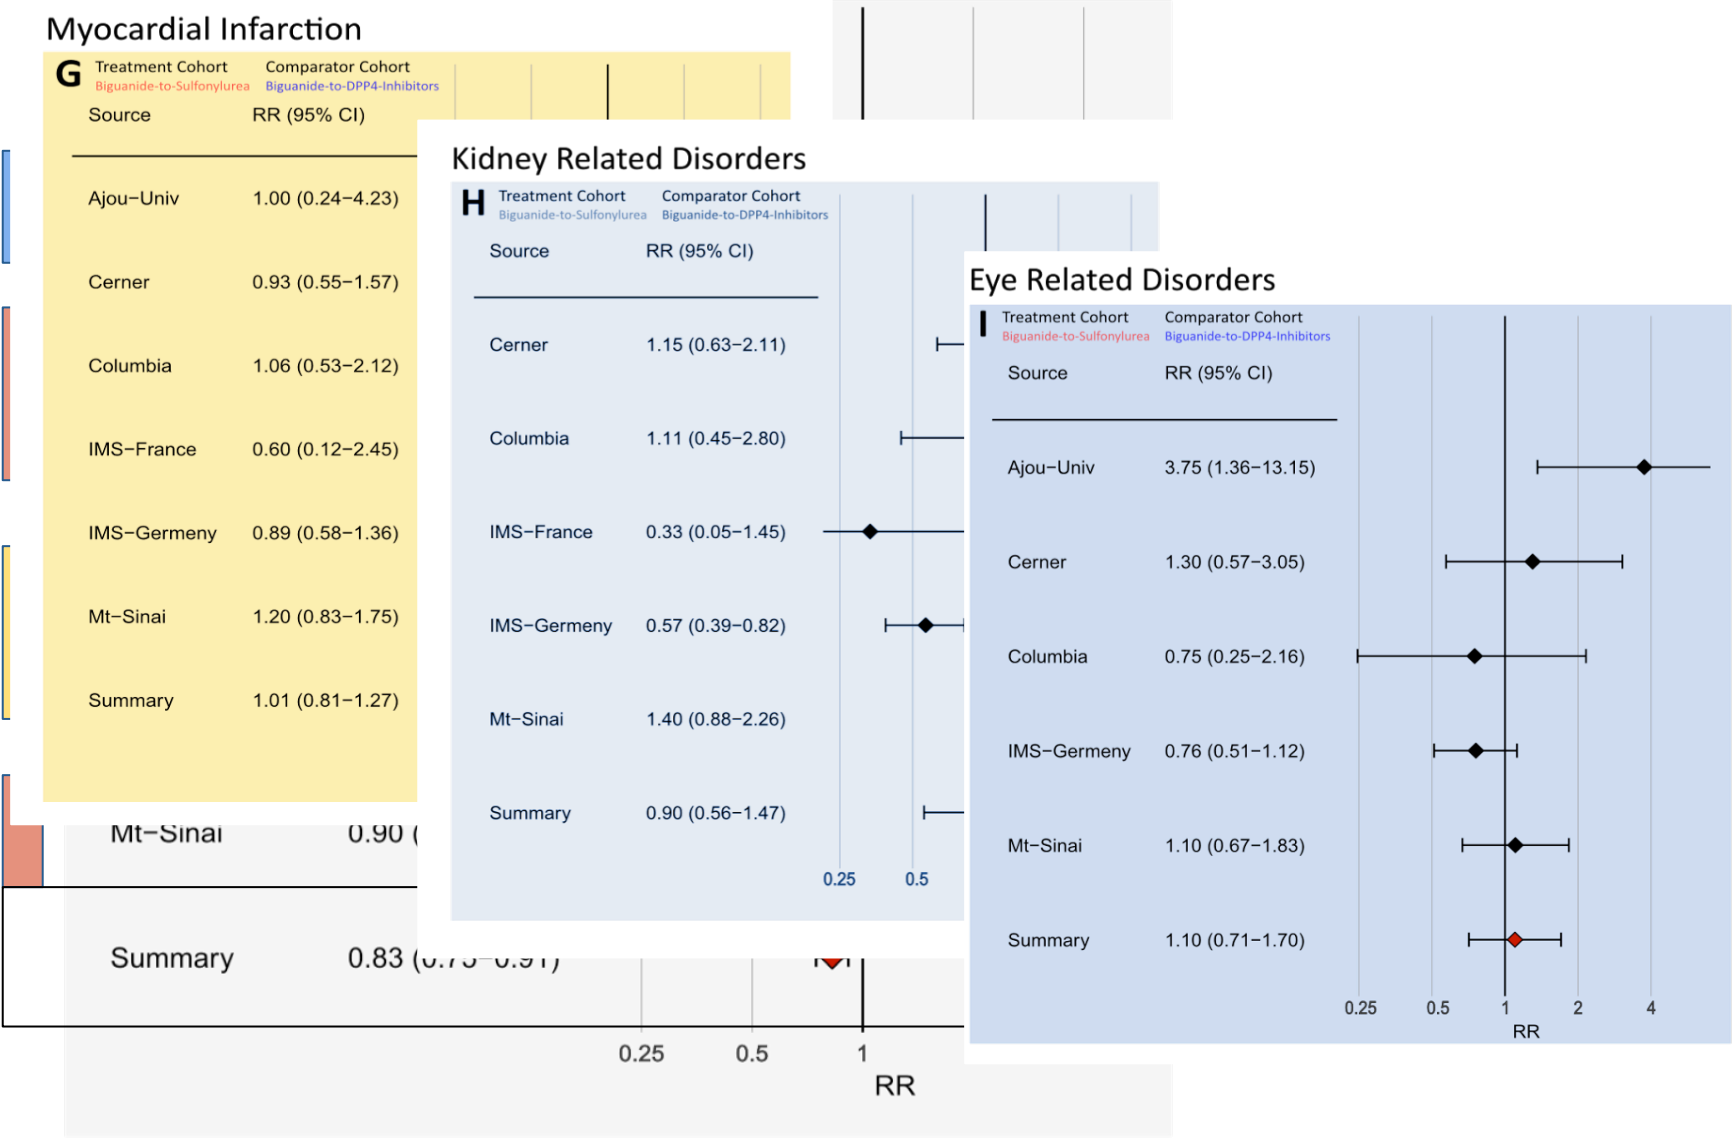 Myocardial Infarction
G Treatment Cohort Comparator Cohort
Biguanide-to-Sulfonylurea Biguanide-to-DPP4-Inhibitors
Source RR (95% CI)
Ajou−Univ 1.00 (0.24−4.23)
Cerner 0.93 (0.55−1.57)
Columbia 1.06 (0.53−2.12)
IMS−France 0.60 (0.12−2.45)
IMS−Germeny 0.89 (0.58−1.36)
Mt−Sinai 1.20 (0.83−1.75)
Summary 1.01 (0.81−1.27)
Kidney Related Disorders
H Treatment Cohort Comparator Cohort
Biguanide-to-Sulfonylurea Biguanide-to-DPP4-Inhibitors
Source RR (95% CI)
Cerner 1.15 (0.63−2.11)
Columbia 1.11 (0.45−2.80)
IMS−France 0.33 (0.05−1.45)
IMS−Germeny 0.57 (0.39−0.82)
Mt−Sinai 1.40 (0.88−2.26)
Summary 0.90 (0.56−1.47)
0.25 0.5
Eye Related Disorders
I Treatment Cohort Comparator Cohort
Biguanide-to-Sulfonylurea Biguanide-to-DPP4-Inhibitors
Source RR (95% CI)
Ajou−Univ 3.75 (1.36−13.15)
Cerner 1.30 (0.57−3.05)
Columbia 0.75 (0.25−2.16)
IMS−Germeny 0.76 (0.51−1.12)
Mt−Sinai 1.10 (0.67−1.83)
Summary 1.10 (0.71−1.70)
0.25 0.5 1 2 4
RR
Mt−Sinai 0.90 (
Summary 0.83 (0.75−0.91)
0.25 0.5 1
RR